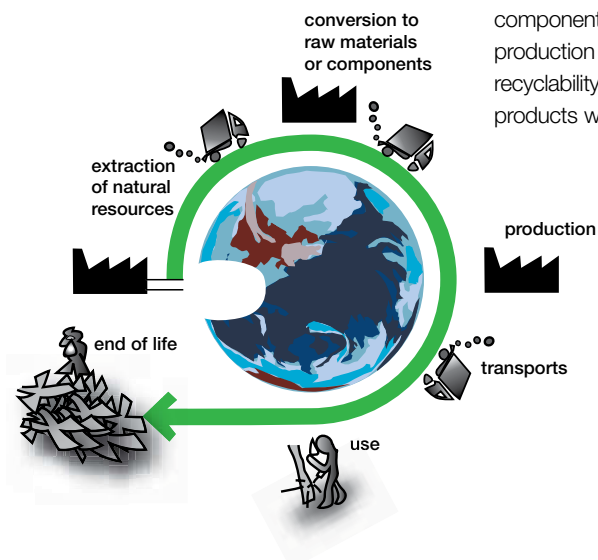 conversion to
raw materials
or components
component
production
recyclability
products w
extraction
of natural
resources
production
end of life
transports
use